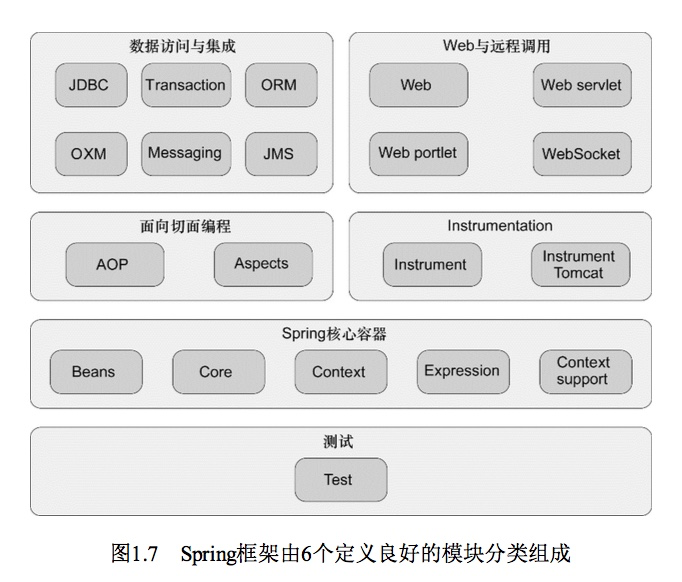 数据访问与集成
JDBC
Transaction
ORM
OXM
Messaging
JMS
Web与远程调用
Web
Web servlet
Web portlet
WebSocket
面向切面编程
AOP
Aspects
Instrumentation
Instrument
Instrument
Tomcat
Spring核心容器
Beans
Core
Context
Expression
Context
support
测试
Test
图1.7 Spring框架由6个定义良好的模块分类组成